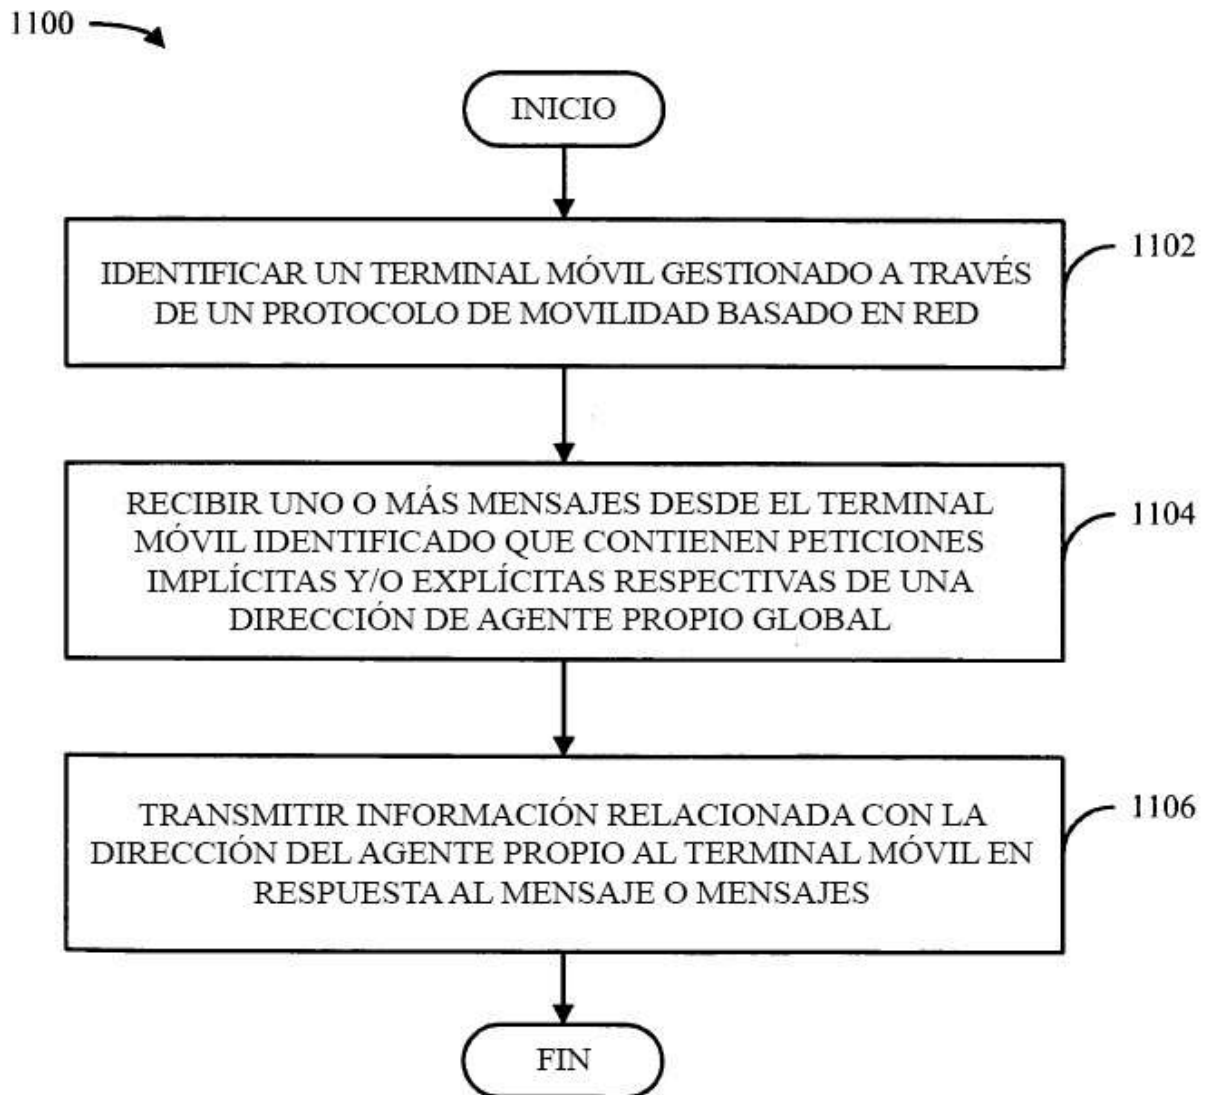 1100
INICIO
1102
IDENTIFICAR UN TERMINAL MÓVIL GESTIONADO A TRAVÉS
DE UN PROTOCOLO DE MOVILIDAD BASADO EN RED
1104
RECIBIR UNO O MÁS MENSAJES DESDE EL TERMINAL
MÓVIL IDENTIFICADO QUE CONTIENEN PETICIONES
IMPLÍCITAS Y/O EXPLÍCITAS RESPECTIVAS DE UNA
DIRECCIÓN DE AGENTE PROPIO GLOBAL
1106
TRANSMITIR INFORMACIÓN RELACIONADA CON LA
DIRECCIÓN DEL AGENTE PROPIO AL TERMINAL MÓVIL EN
RESPUESTA AL MENSAJE O MENSAJES
FIN